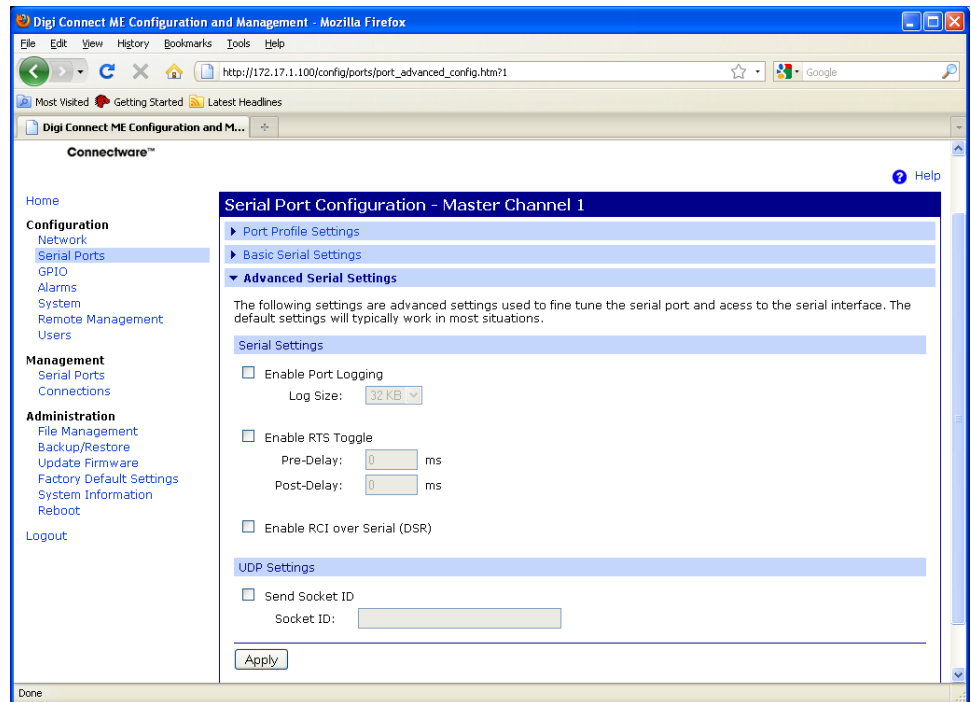 Digi Connect ME Configuration and Management - Mozilla Firefox
File Edit View History Bookmarks Tools Help
http://172.17.1.100/config/ports/port_advanced_config.htm?1
Google
Most Visited Getting Started Latest Headlines
Digi Connect ME Configuration and M...
Connectware™
Help
Home
Configuration
Network
Serial Ports
GPIO
Alarms
System
Remote Management
Users
Management
Serial Ports
Connections
Administration
File Management
Backup/Restore
Update Firmware
Factory Default Settings
System Information
Reboot
Logout
Serial Port Configuration - Master Channel 1
Port Profile Settings
Basic Serial Settings
Advanced Serial Settings
The following settings are advanced settings used to fine tune the serial port and acess to the serial interface. The
default settings will typically work in most situations.
Serial Settings
Enable Port Logging
Log Size: 32 KB
Enable RTS Toggle
Pre-Delay: 0 ms
Post-Delay: 0 ms
Enable RCI over Serial (DSR)
UDP Settings
Send Socket ID
Socket ID:
Apply
Done